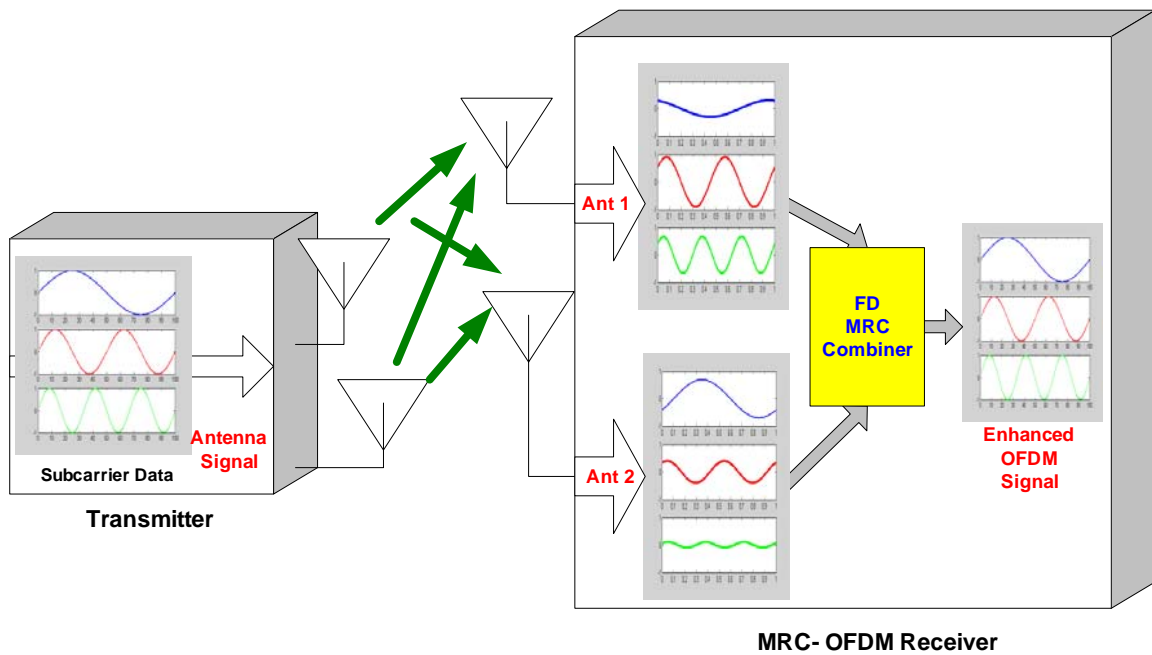 Ant 1
FD
MRC
Combiner
Ant 2
Enhanced
OFDM
Signal
Antenna
Signal
Subcarrier Data
Transmitter
MRC- OFDM Receiver